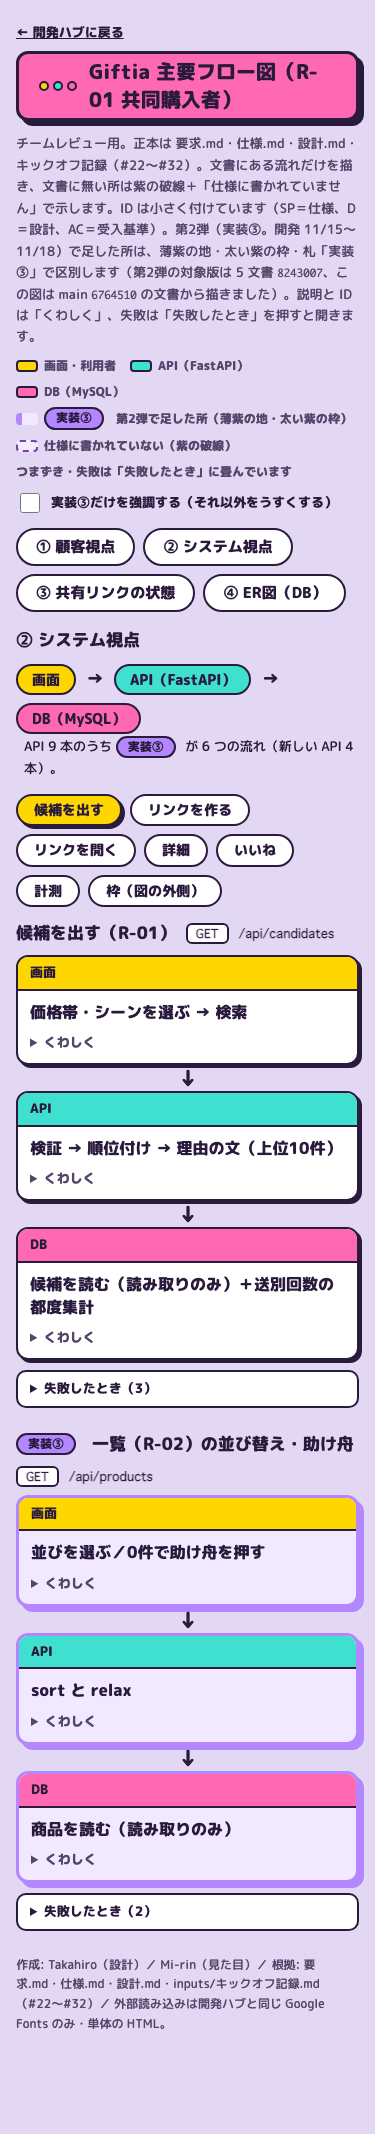 ← 開発ハブに戻る
Giftia 主要フロー図（R-
01 共同購入者）
チームレビュー用。正本は 要求.md・仕様.md・設計.md・
キックオフ記録（#22〜#32）。文書にある流れだけを描
き、文書に無い所は紫の破線＋「仕様に書かれていませ
ん」で示します。ID は小さく付けています（SP＝仕様、D
＝設計、AC＝受入基準）。第2弾（実装③。開発 11/15〜
11/18）で足した所は、薄紫の地・太い紫の枠・札「実装
③」で区別します（第2弾の対象版は 5 文書 8243007、こ
の図は main 6764510 の文書から描きました）。説明と ID
は「くわしく」、失敗は「失敗したとき」を押すと開きま
す。
画面・利用者 API（FastAPI）
DB（MySQL）
実装③ 第2弾で足した所（薄紫の地・太い紫の枠）
仕様に書かれていない（紫の破線）
つまずき・失敗は「失敗したとき」に畳んでいます
実装③だけを強調する（それ以外をうすくする）
① 顧客視点 ② システム視点
③ 共有リンクの状態 ④ ER図（DB）
② システム視点
画面 → API（FastAPI） →
DB（MySQL）
API 9 本のうち 実装③ が 6 つの流れ（新しい API 4
本）。
候補を出す リンクを作る
リンクを開く 詳細 いいね
計測 枠（図の外側）
候補を出す（R-01） GET /api/candidates
画面
価格帯・シーンを選ぶ → 検索
▶ くわしく
↓
API
検証 → 順位付け → 理由の文（上位10件）
▶ くわしく
↓
DB
候補を読む（読み取りのみ）＋送別回数の
都度集計
▶ くわしく
▶ 失敗したとき（3）
実装③ 一覧（R-02）の並び替え・助け舟
GET /api/products
画面
並びを選ぶ／0件で助け舟を押す
▶ くわしく
↓
API
sort と relax
▶ くわしく
↓
DB
商品を読む（読み取りのみ）
▶ くわしく
▶ 失敗したとき（2）
作成: Takahiro（設計）／ Mi-rin（見た目）／ 根拠: 要
求.md・仕様.md・設計.md・inputs/キックオフ記録.md
（#22〜#32）／ 外部読み込みは開発ハブと同じ Google
Fonts のみ・単体の HTML。